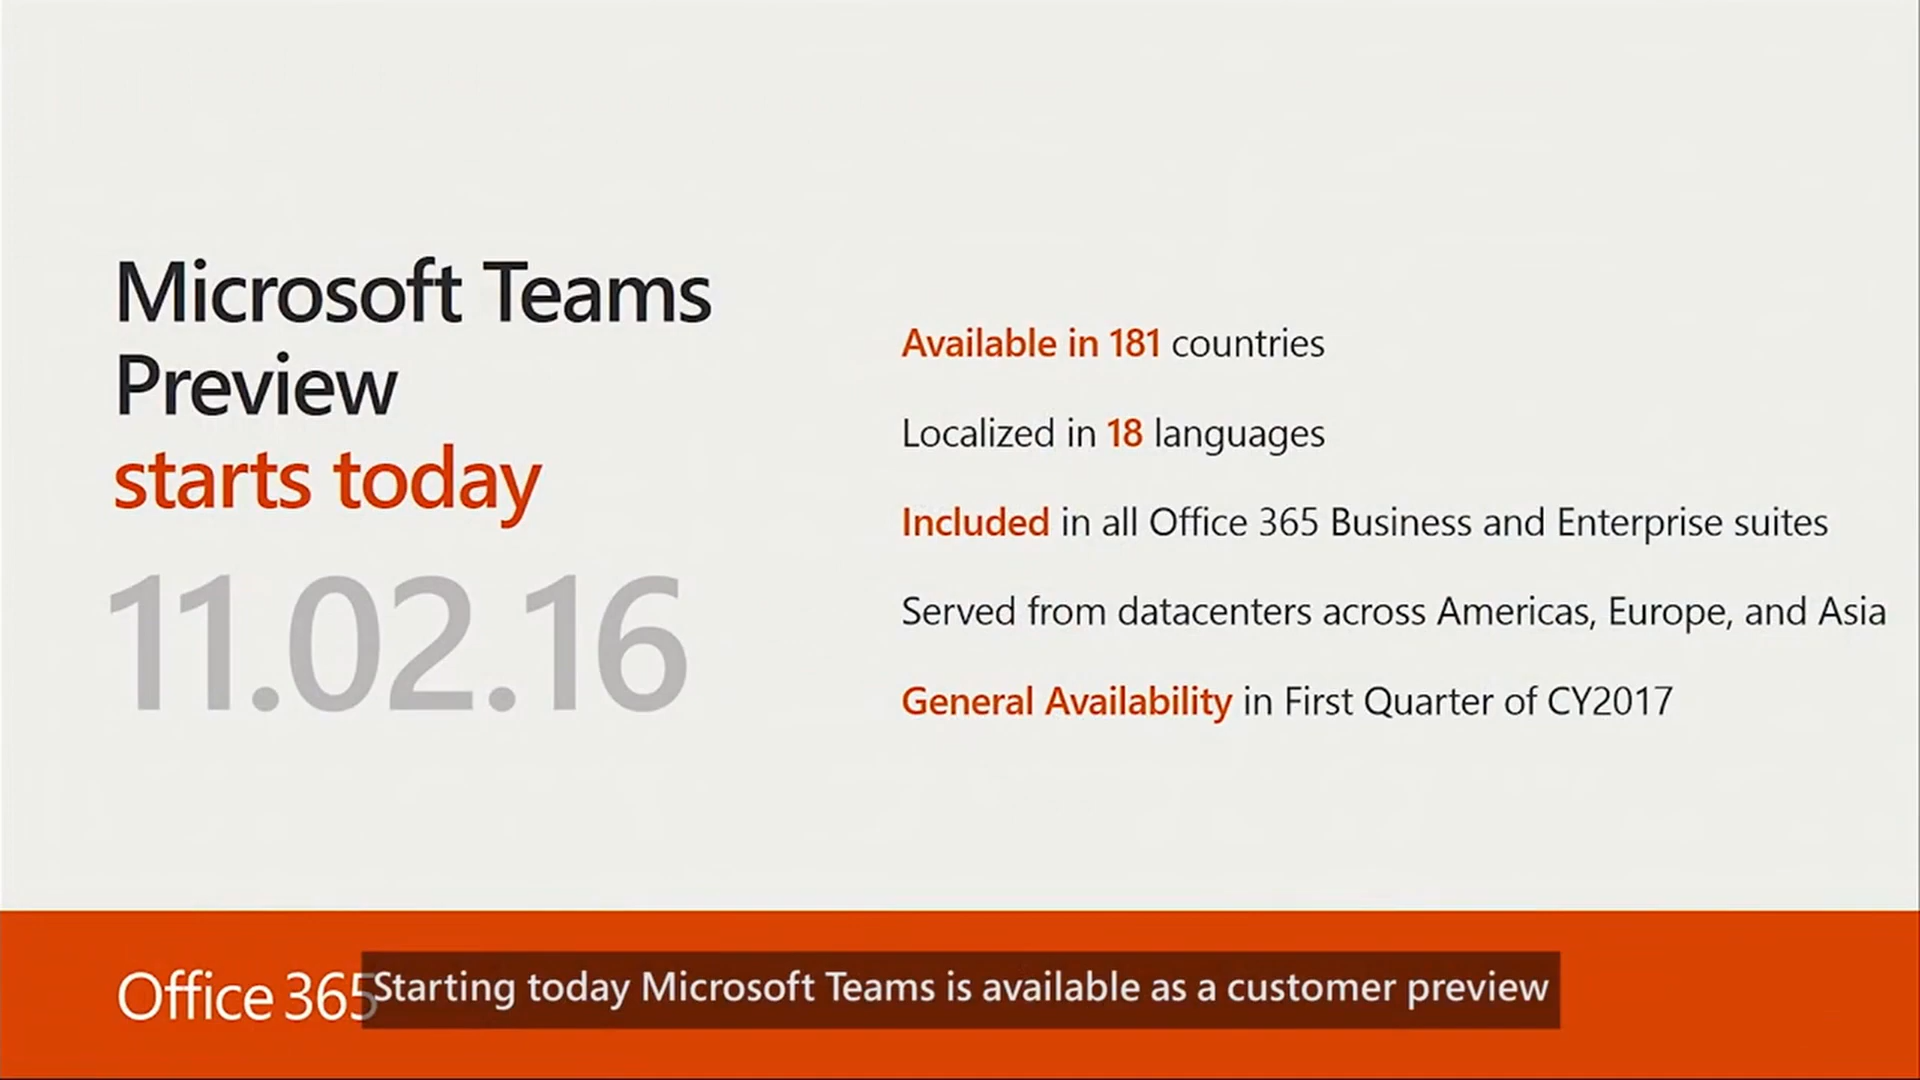 Microsoft Teams
Preview
starts today
11.02.16
Available in 181 countries
Localized in 18 languages
Included in all Office 365 Business and Enterprise suites
Served from datacenters across Americas, Europe, and Asia
General Availability in First Quarter of CY2017
Office 365
Starting today Microsoft Teams is available as a customer preview